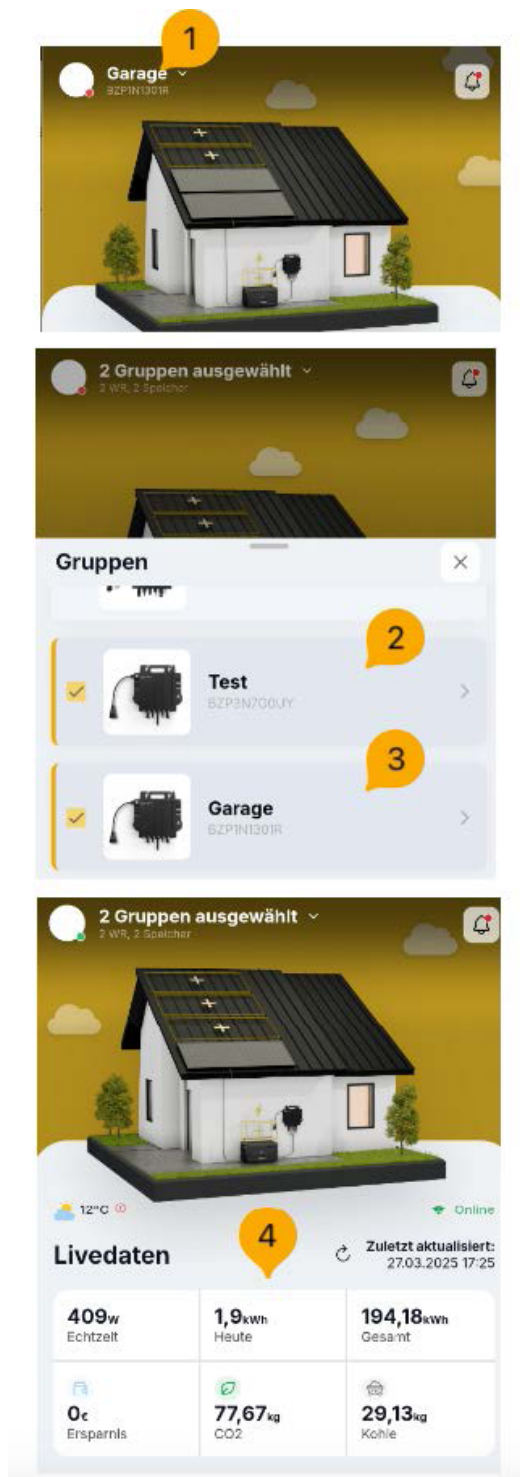 1
Garage
BZP1N1301R
2 Gruppen ausgewählt
2 WR, 2 Speicher
Gruppen
2
Test
BZP3N700UY
3
Garage
BZP1N1301R
2 Gruppen ausgewählt
2 WR, 2 Speicher
12°C
Online
4
Livedaten
Zuletzt aktualisiert:
27.03.2025 17:25
409W 1,9kWh 194,18kWh
Echtzeit Heute Gesamt
0€ 77,67kg 29,13kg
Ersparnis CO2 Kohle